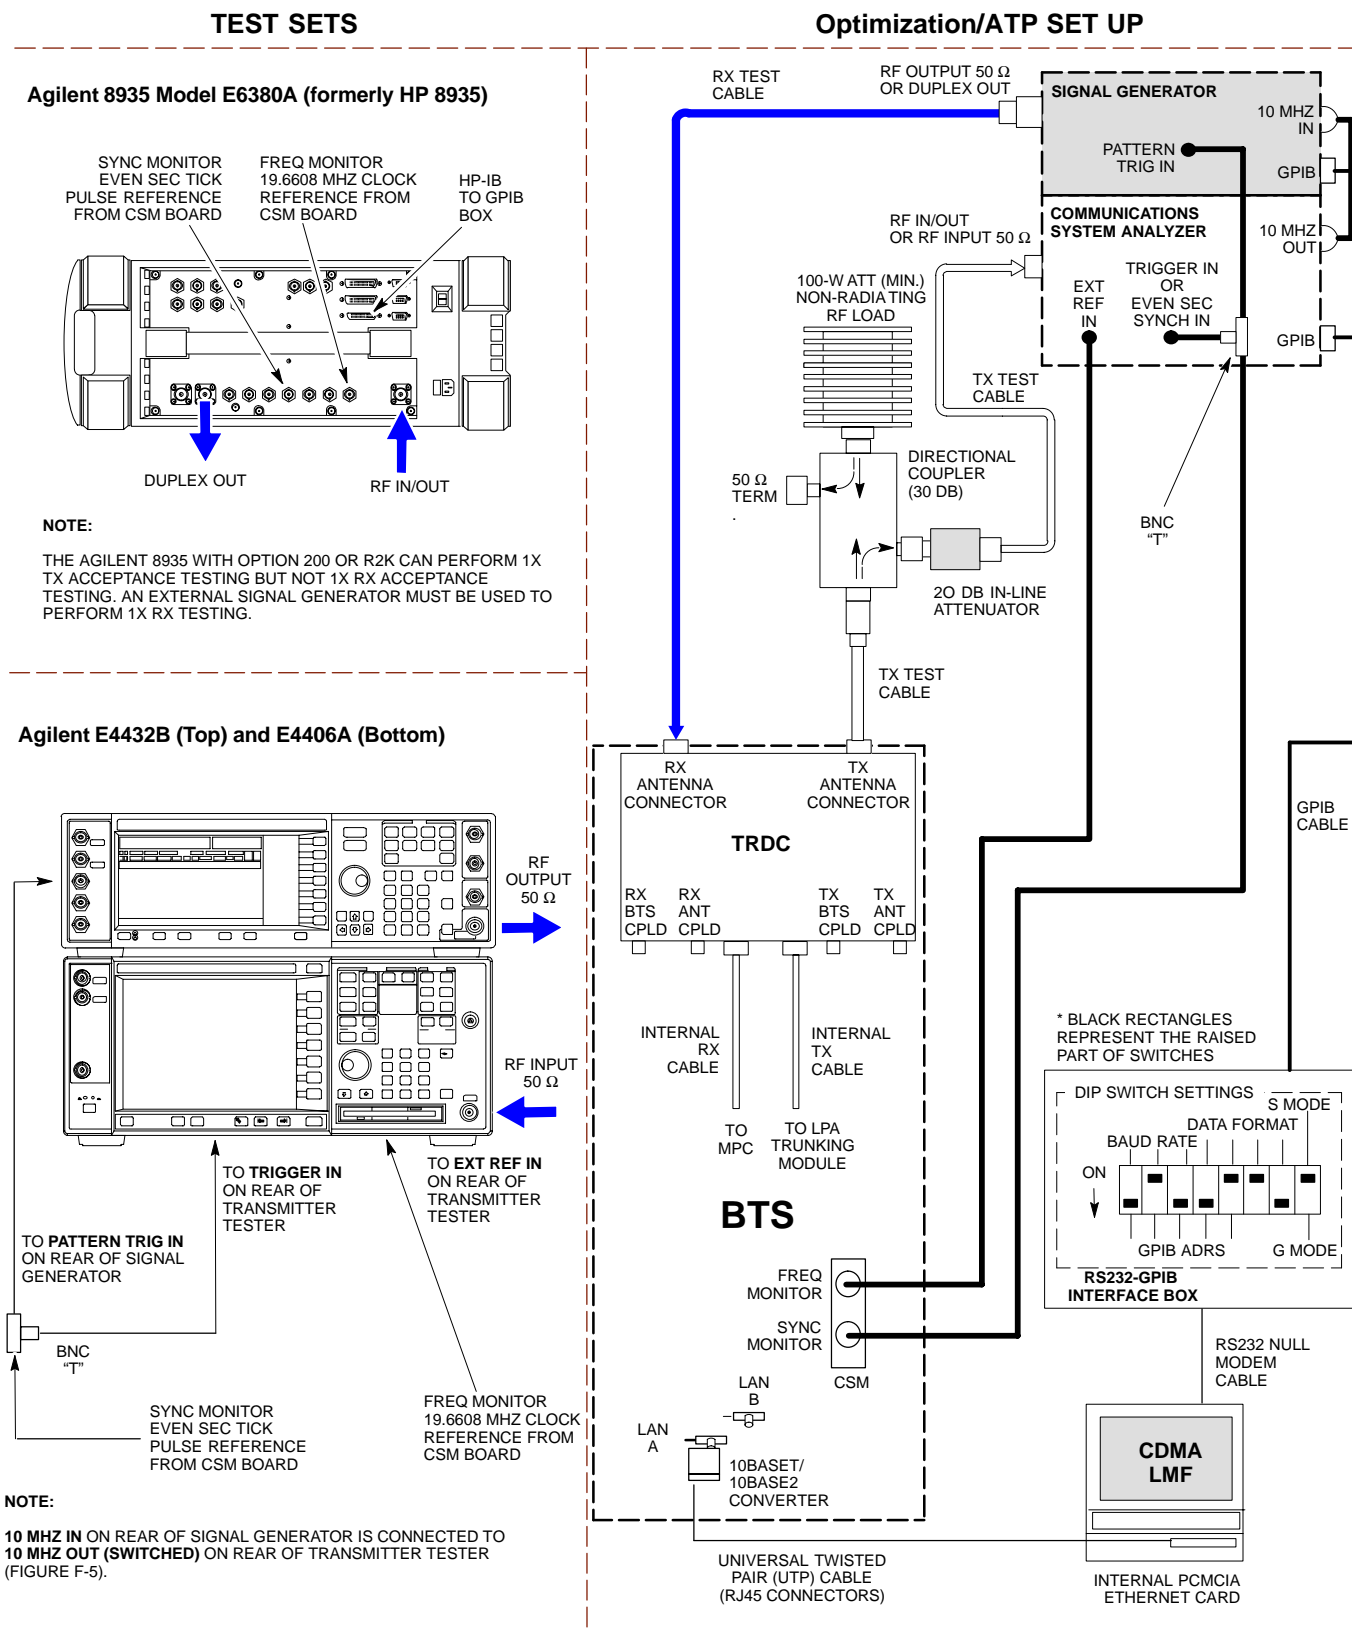 TEST SETS
Optimization/ATP SET UP
Agilent 8935 Model E6380A (formerly HP 8935)
SYNC MONITOR
EVEN SEC TICK
PULSE REFERENCE
FROM CSM BOARD
FREQ MONITOR
19.6608 MHZ CLOCK
REFERENCE FROM
CSM BOARD
HP-IB
TO GPIB
BOX
DUPLEX OUT
RF IN/OUT
NOTE:
THE AGILENT 8935 WITH OPTION 200 OR R2K CAN PERFORM 1X
TX ACCEPTANCE TESTING BUT NOT 1X RX ACCEPTANCE
TESTING. AN EXTERNAL SIGNAL GENERATOR MUST BE USED TO
PERFORM 1X RX TESTING.
Agilent E4432B (Top) and E4406A (Bottom)
RF
OUTPUT
50 Ω
RF INPUT
50 Ω
TO TRIGGER IN
ON REAR OF
TRANSMITTER
TESTER
TO EXT REF IN
ON REAR OF
TRANSMITTER
TESTER
TO PATTERN TRIG IN
ON REAR OF SIGNAL
GENERATOR
BNC
“T”
SYNC MONITOR
EVEN SEC TICK
PULSE REFERENCE
FROM CSM BOARD
FREQ MONITOR
19.6608 MHZ CLOCK
REFERENCE FROM
CSM BOARD
NOTE:
10 MHZ IN ON REAR OF SIGNAL GENERATOR IS CONNECTED TO
10 MHZ OUT (SWITCHED) ON REAR OF TRANSMITTER TESTER
(FIGURE F-5).
RX TEST
CABLE
RF OUTPUT 50 Ω
OR DUPLEX OUT
SIGNAL GENERATOR
10 MHZ
IN
PATTERN
TRIG IN
GPIB
COMMUNICATIONS
SYSTEM ANALYZER
10 MHZ
OUT
RF IN/OUT
OR RF INPUT 50 Ω
TRIGGER IN
OR
EVEN SEC
SYNCH IN
EXT
REF
IN
GPIB
100-W ATT (MIN.)
NON-RADIA TING
RF LOAD
TX TEST
CABLE
DIRECTIONAL
COUPLER
(30 DB)
50 Ω
TERM
.
BNC
“T”
2O DB IN-LINE
ATTENUATOR
TX TEST
CABLE
RX
ANTENNA
CONNECTOR
TX
ANTENNA
CONNECTOR
TRDC
RX
BTS
CPLD
RX
ANT
CPLD
TX
BTS
CPLD
TX
ANT
CPLD
GPIB
CABLE
INTERNAL
RX
CABLE
INTERNAL
TX
CABLE
TO
MPC
TO LPA
TRUNKING
MODULE
BTS
* BLACK RECTANGLES
REPRESENT THE RAISED
PART OF SWITCHES
DIP SWITCH SETTINGS
S MODE
DATA FORMAT
BAUD RATE
ON
GPIB ADRS
G MODE
RS232-GPIB
INTERFACE BOX
FREQ
MONITOR
SYNC
MONITOR
CSM
RS232 NULL
MODEM
CABLE
LAN
B
LAN
A
10BASET/
10BASE2
CONVERTER
CDMA
LMF
UNIVERSAL TWISTED
PAIR (UTP) CABLE
(RJ45 CONNECTORS)
INTERNAL PCMCIA
ETHERNET CARD